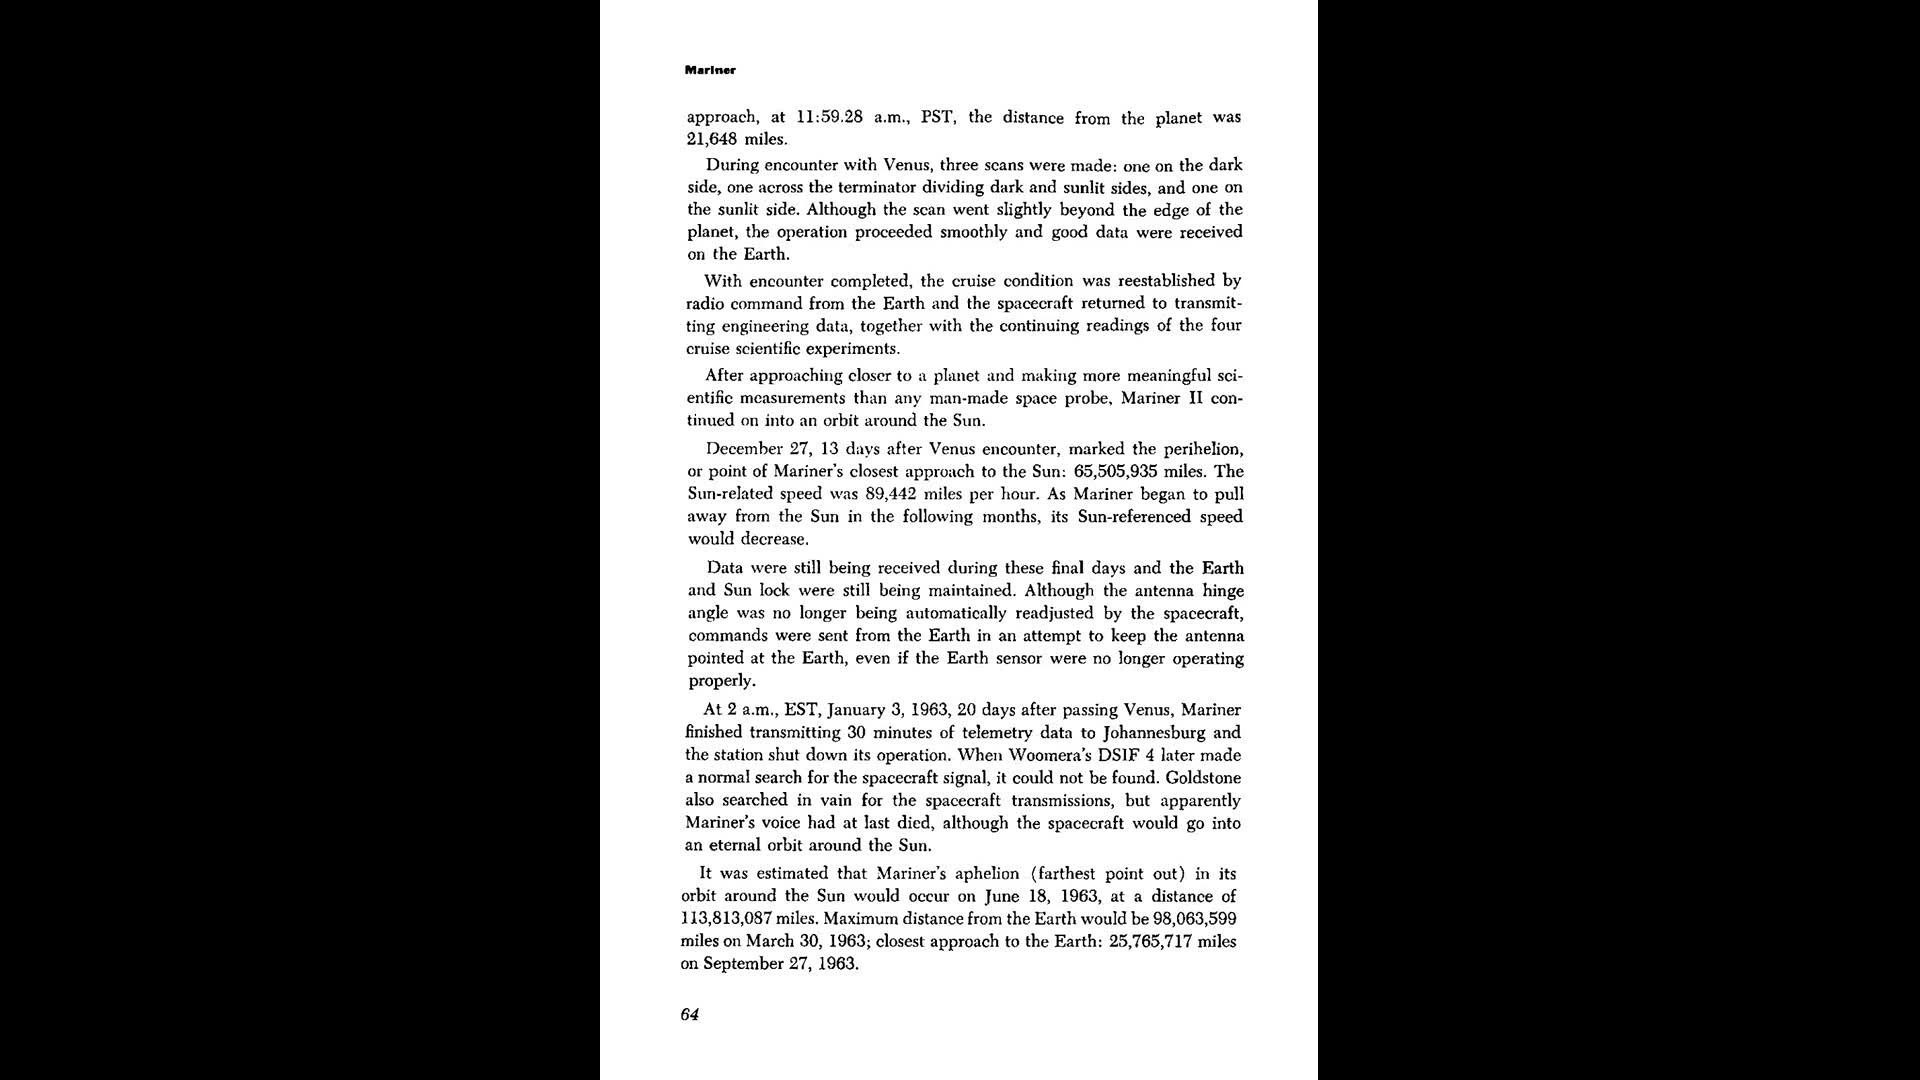 Mariner
approach, at 11:59.28 a.m., PST, the distance from the planet was
21,648 miles.
During encounter with Venus, three scans were made: one on the dark
side, one across the terminator dividing dark and sunlit sides, and one on
the sunlit side. Although the scan went slightly beyond the edge of the
planet, the operation proceeded smoothly and good data were received
on the Earth.
With encounter completed, the cruise condition was reestablished by
radio command from the Earth and the spacecraft returned to transmit-
ting engineering data, together with the continuing readings of the four
cruise scientific experiments.
After approaching closer to a planet and making more meaningful sci-
entific measurements than any man-made space probe, Mariner II con-
tinued on into an orbit around the Sun.
December 27, 13 days after Venus encounter, marked the perihelion,
or point of Mariner's closest approach to the Sun: 65,505,935 miles. The
Sun-related speed was 89,442 miles per hour. As Mariner began to pull
away from the Sun in the following months, its Sun-referenced speed
would decrease.
Data were still being received during these final days and the Earth
and Sun lock were still being maintained. Although the antenna hinge
angle was no longer being automatically readjusted by the spacecraft,
commands were sent from the Earth in an attempt to keep the antenna
pointed at the Earth, even if the Earth sensor were no longer operating
properly.
At 2 a.m., EST, January 3, 1963, 20 days after passing Venus, Mariner
finished transmitting 30 minutes of telemetry data to Johannesburg and
the station shut down its operation. When Woomera's DSIF 4 later made
a normal search for the spacecraft signal, it could not be found. Goldstone
also searched in vain for the spacecraft transmissions, but apparently
Mariner's voice had at last died, although the spacecraft would go into
an eternal orbit around the Sun.
It was estimated that Mariner's aphelion (farthest point out) in its
orbit around the Sun would occur on June 18, 1963, at a distance of
113,813,087 miles. Maximum distance from the Earth would be 98,063,599
miles on March 30, 1963; closest approach to the Earth: 25,765,717 miles
on September 27, 1963.
64